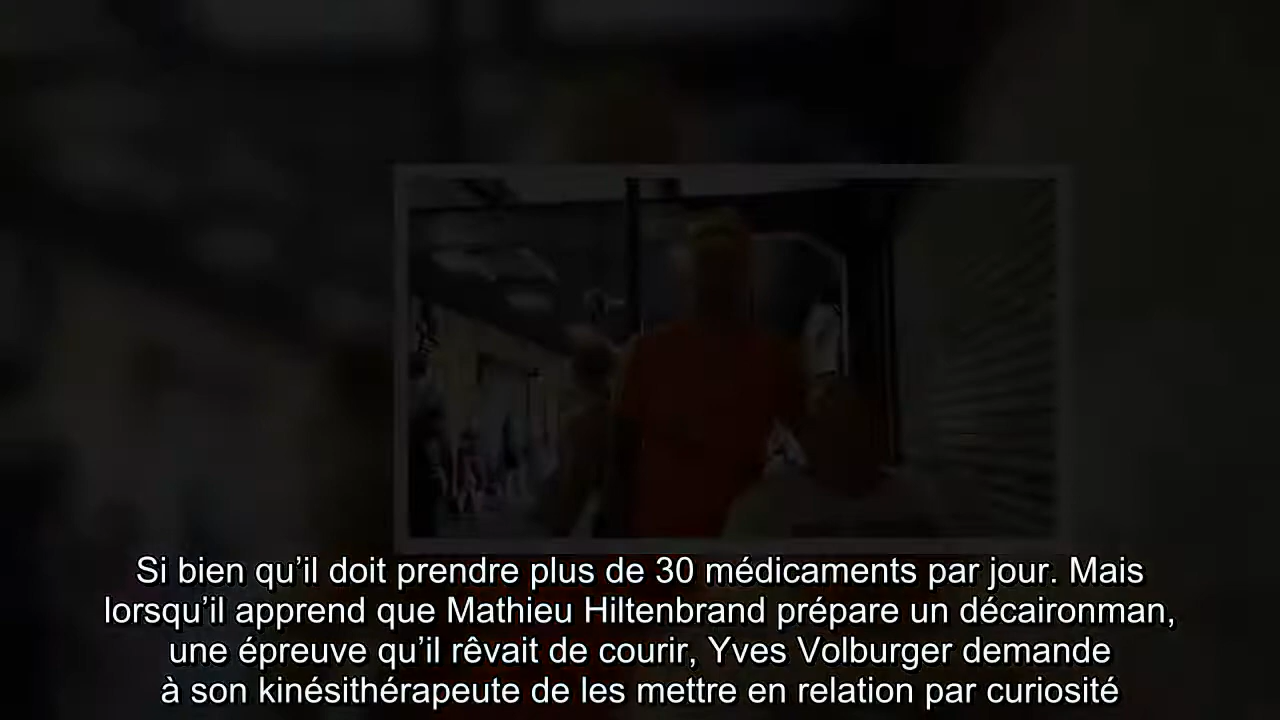 Si bien qu’il doit prendre plus de 30 médicaments par jour. Mais
lorsqu’il apprend que Mathieu Hiltenbrand prépare un décaironman,
une épreuve qu’il rêvait de courir, Yves Volburger demande
à son kinésithérapeute de les mettre en relation par curiosité